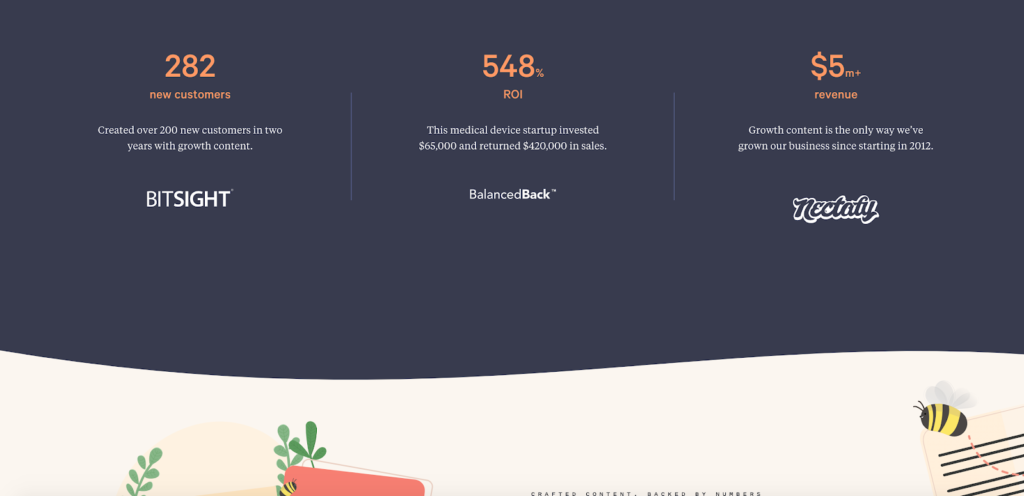 282
new customers
Created over 200 new customers in two
years with growth content.
BITSIGHT
548%
ROI
This medical device startup invested
$65,000 and returned $420,000 in sales.
BalancedBack™
$5m+
revenue
Growth content is the only way we've
grown our business since starting in 2012.
Nectafy
CRAFTED CONTENT, BACKED BY NUMBERS